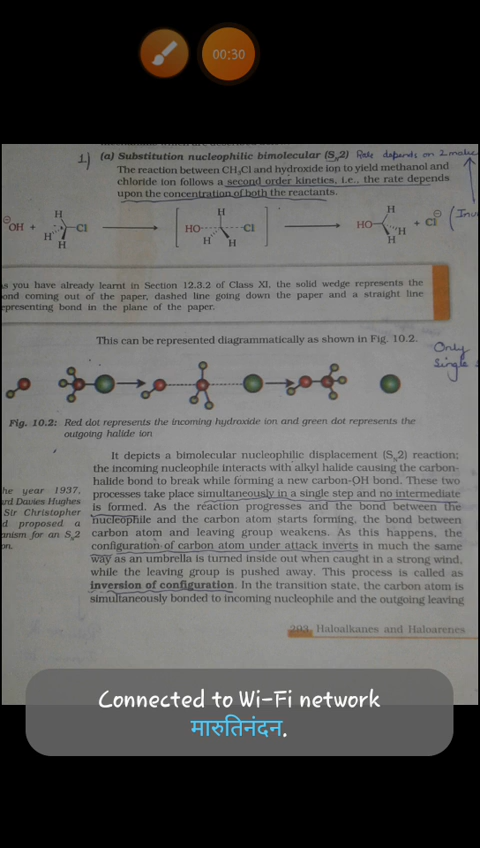 00:30
1.)
(a) Substitution nucleophilic bimolecular (SN2) Rate depends on 2
The reaction between CH3Cl and hydroxide ion to yield methanol and
chloride ion follows a second order kinetics, i.e., the rate depends
upon the concentration of both the reactants.
⊖OH + H H H Cl
HO H H H Cl
HO H H H + Cl⊖
as you have already learnt in Section 12.3.2 of Class XI, the solid wedge represents the
ond coming out of the paper, dashed line going down the paper and a straight line
epresenting bond in the plane of the paper.
This can be represented diagrammatically as shown in Fig. 10.2.
Only
single
Fig. 10.2: Red dot represents the incoming hydroxide ion and green dot represents the
outgoing halide ion
he year 1937,
ard Davies Hughes
Sir Christopher
d proposed a
anism for an SN2
on.
It depicts a bimolecular nucleophilic displacement (SN2) reaction;
the incoming nucleophile interacts with alkyl halide causing the carbon-
halide bond to break while forming a new carbon-OH bond. These two
processes take place simultaneously in a single step and no intermediate
is formed. As the reaction progresses and the bond between the
nucleophile and the carbon atom starts forming, the bond between
carbon atom and leaving group weakens. As this happens, the
configuration of carbon atom under attack inverts in much the same
way as an umbrella is turned inside out when caught in a strong wind,
while the leaving group is pushed away. This process is called as
inversion of configuration. In the transition state, the carbon atom is
simultaneously bonded to incoming nucleophile and the outgoing leaving
293 Haloalkanes and Haloarenes
Connected to Wi-Fi network
मारुतिनंदन.